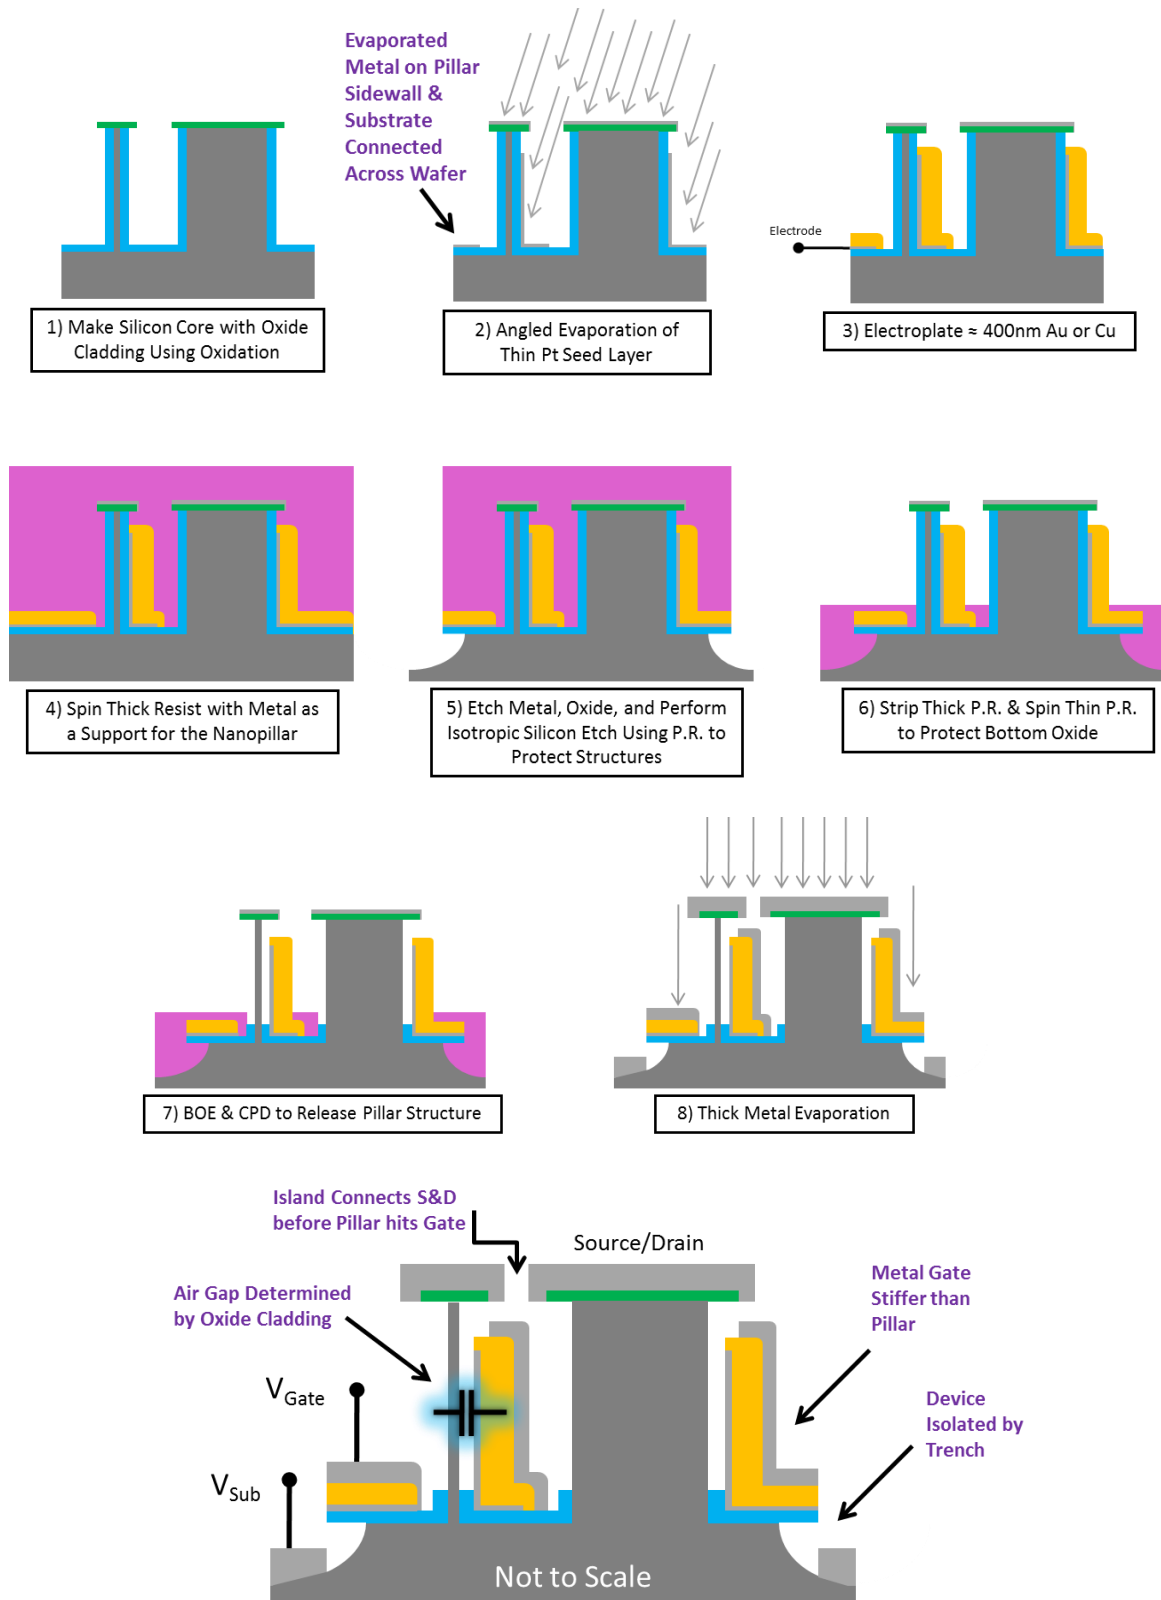 Evaporated
Metal on Pillar
Sidewall &
Substrate
Connected
Across Wafer
Electrode
1) Make Silicon Core with Oxide
Cladding Using Oxidation
2) Angled Evaporation of
Thin Pt Seed Layer
3) Electroplate ≈ 400nm Au or Cu
4) Spin Thick Resist with Metal as
a Support for the Nanopillar
5) Etch Metal, Oxide, and Perform
Isotropic Silicon Etch Using P.R. to
Protect Structures
6) Strip Thick P.R. & Spin Thin P.R.
to Protect Bottom Oxide
7) BOE & CPD to Release Pillar Structure
8) Thick Metal Evaporation
Island Connects S&D
before Pillar hits Gate
Source/Drain
Air Gap Determined
by Oxide Cladding
Metal Gate
Stiffer than
Pillar
VGate
Device
Isolated by
Trench
VSub
Not to Scale